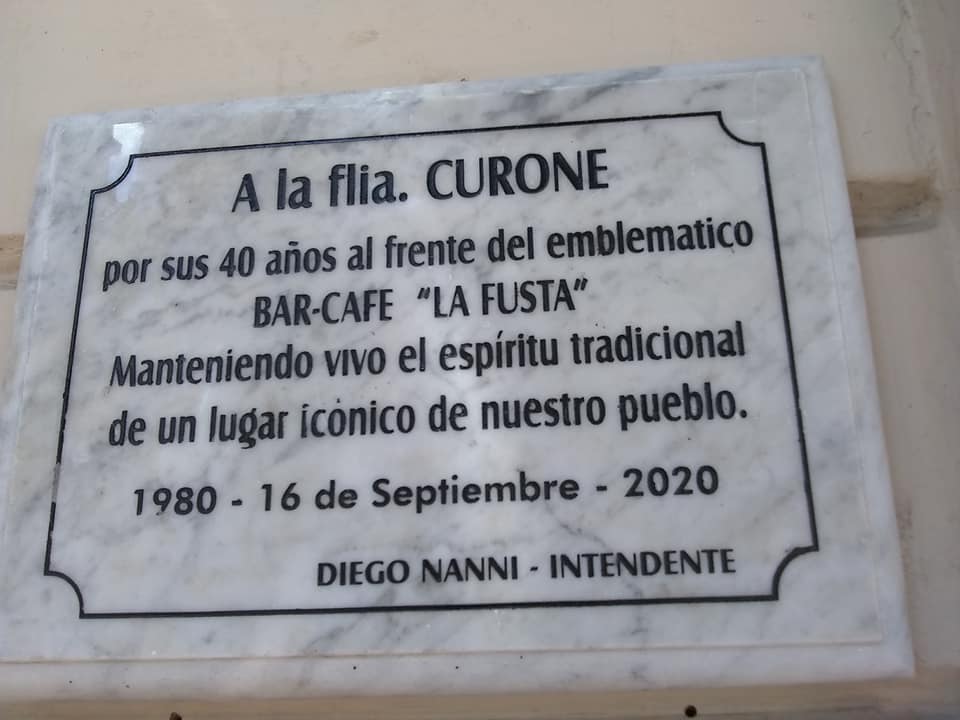 A la flia. CURONE
por sus 40 años al frente del emblematico
BAR-CAFE "LA FUSTA"
Manteniendo vivo el espíritu tradicional
de un lugar icónico de nuestro pueblo.
1980 - 16 de Septiembre - 2020
DIEGO NANNI - INTENDENTE